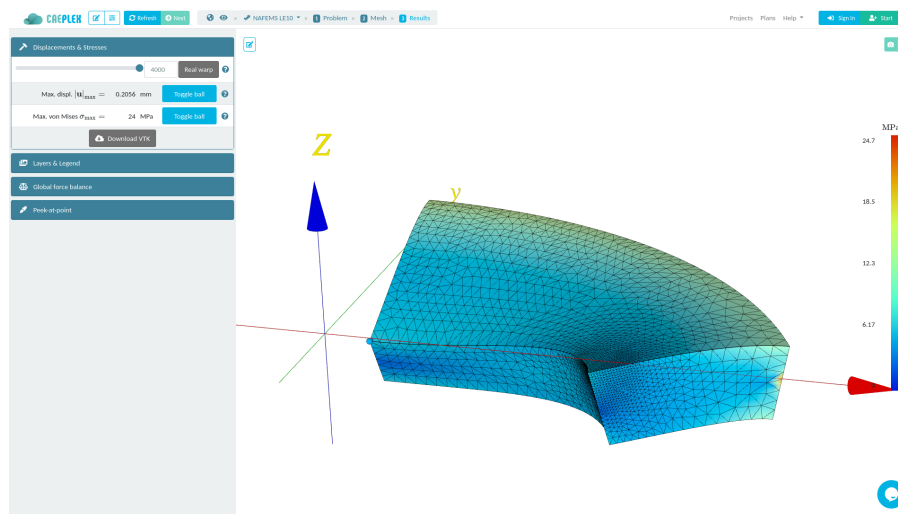 CAEPLEX Refresh Next » NAFEMS LE10 » 1 Problem » 2 Mesh » 3 Results Projects Plans Help Sign In Start
Displacements & Stresses
4000 Real warp
Max. displ. |u|max = 0.2056 mm Toggle ball
Max. von Mises σmax = 24 MPa Toggle ball
Download VTK
Layers & Legend
Global force balance
Peek-at-point
z
y
MPa
24.7
18.5
12.3
6.17